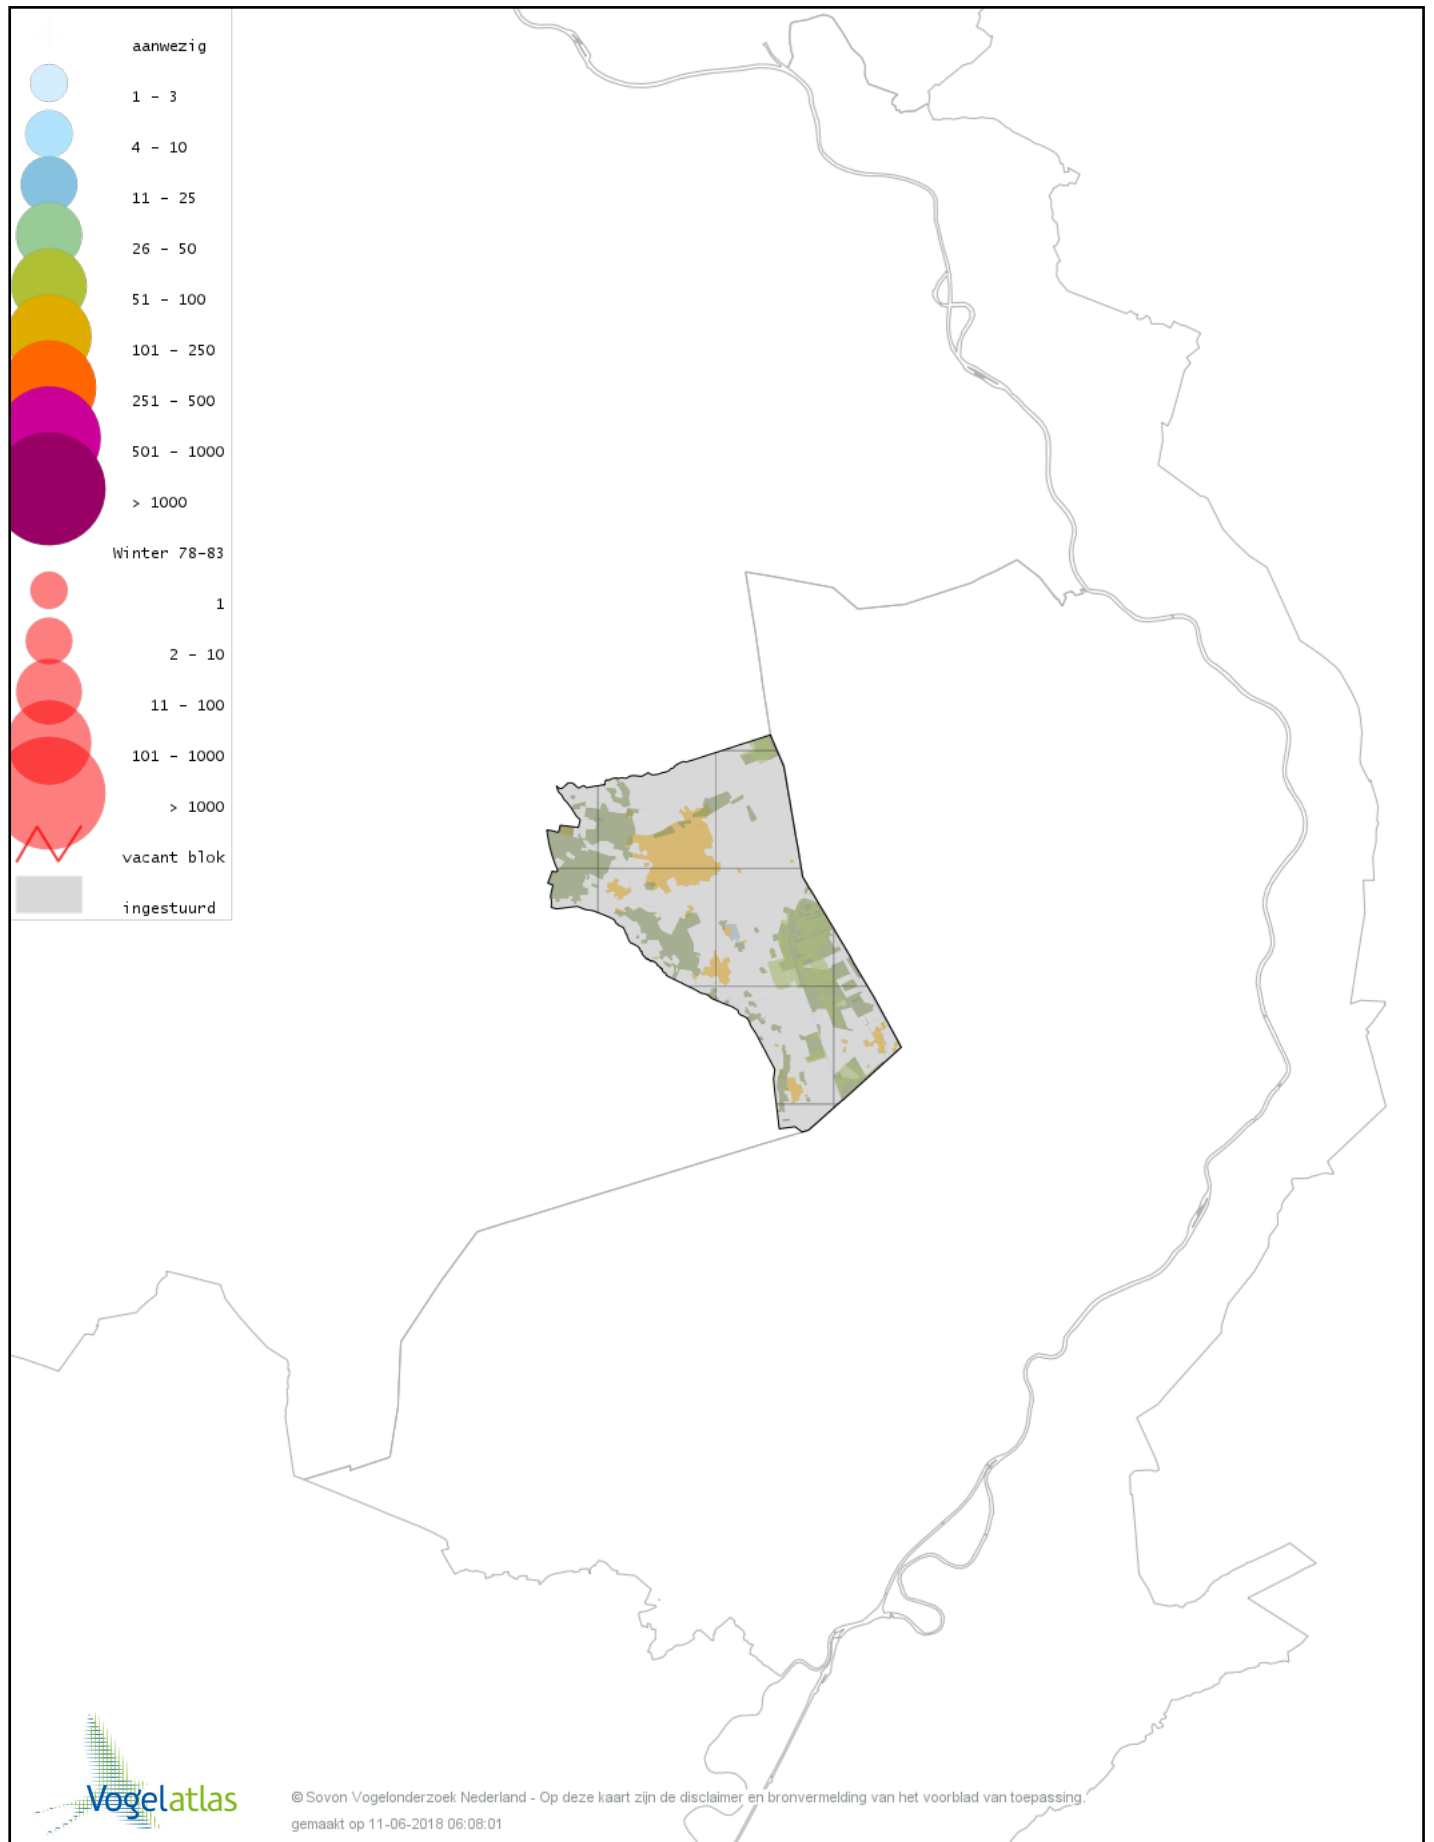 aanwezig
1 - 3
4 - 10
11 - 25
26 - 50
51 - 100
101 - 250
251 - 500
501 - 1000
> 1000
Winter 78-83
1
2 - 10
11 - 100
101 - 1000
> 1000
vacant blok
ingestuurd
Vogelatlas
© Sovon Vogelonderzoek Nederland - Op deze kaart zijn de disclaimer en bronvermelding van het voorblad van toepassing.
gemaakt op 11-06-2018 06:08:01